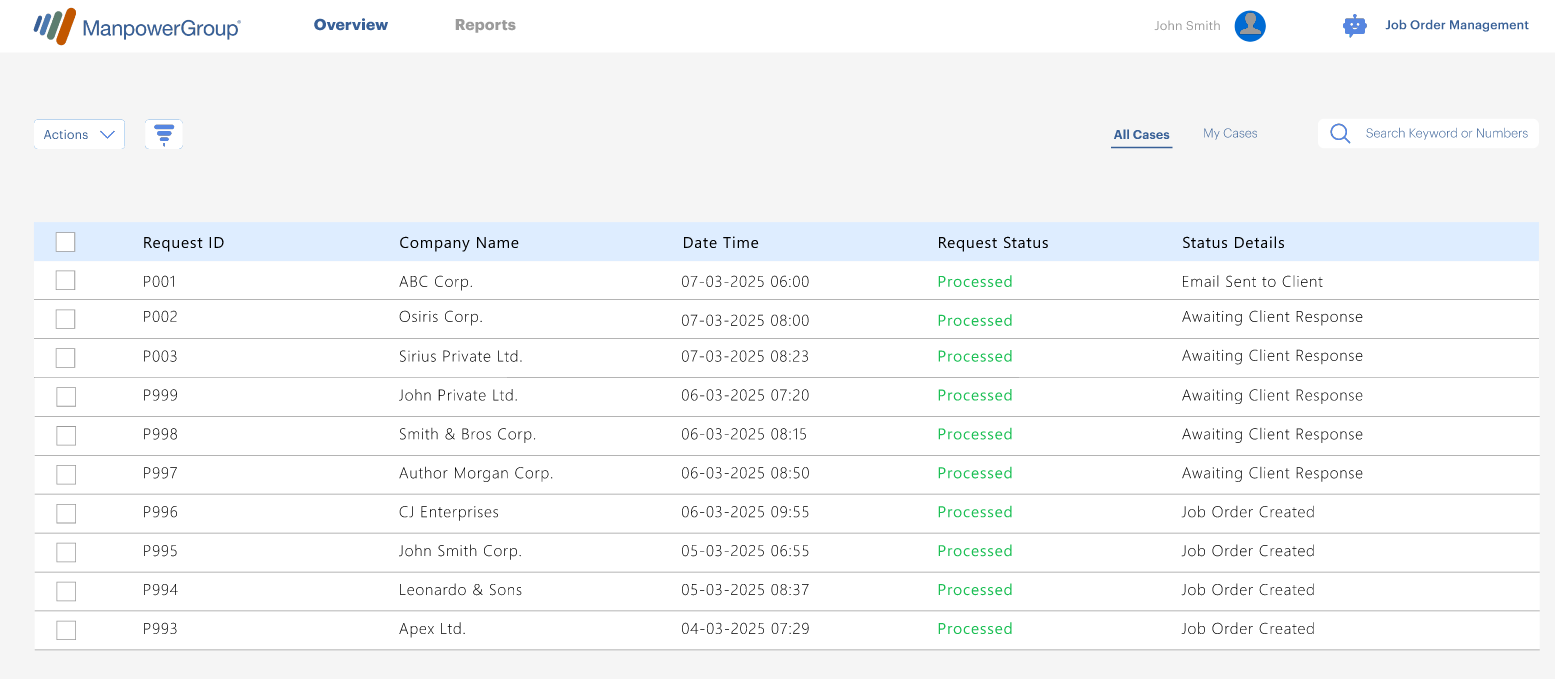 ManpowerGroup® Overview Reports John Smith Job Order Management
Actions All Cases My Cases Search Keyword or Numbers
Request ID Company Name Date Time Request Status Status Details
P001 ABC Corp. 07-03-2025 06:00 Processed Email Sent to Client
P002 Osiris Corp. 07-03-2025 08:00 Processed Awaiting Client Response
P003 Sirius Private Ltd. 07-03-2025 08:23 Processed Awaiting Client Response
P999 John Private Ltd. 06-03-2025 07:20 Processed Awaiting Client Response
P998 Smith & Bros Corp. 06-03-2025 08:15 Processed Awaiting Client Response
P997 Author Morgan Corp. 06-03-2025 08:50 Processed Awaiting Client Response
P996 CJ Enterprises 06-03-2025 09:55 Processed Job Order Created
P995 John Smith Corp. 05-03-2025 06:55 Processed Job Order Created
P994 Leonardo & Sons 05-03-2025 08:37 Processed Job Order Created
P993 Apex Ltd. 04-03-2025 07:29 Processed Job Order Created